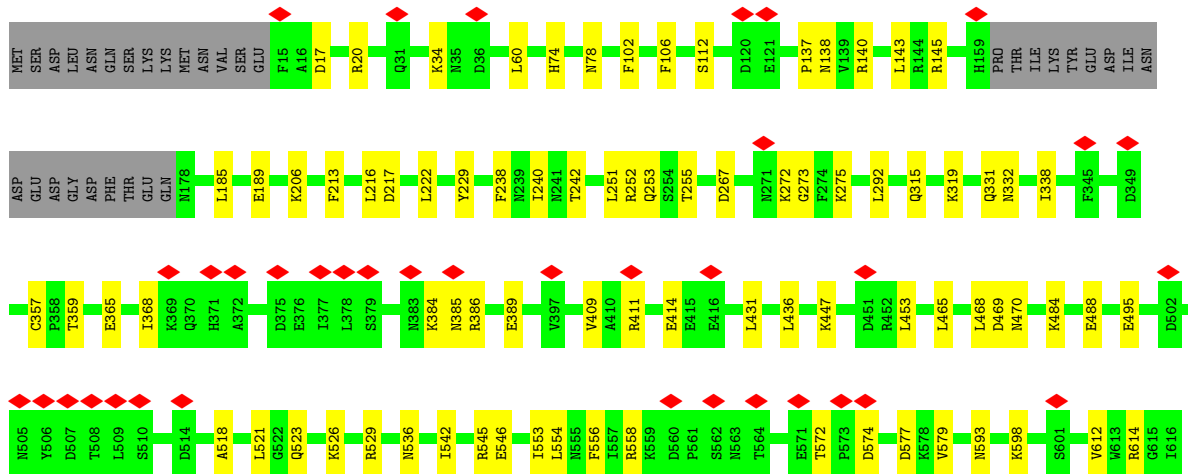 MET SER ASP LEU ASN GLN SER LYS LYS MET ASN VAL SER GLU F15 A16 D17 R20 Q31 K34 N35 D36 L60 H74 N78 F102 F106 S112 D120 E121 P137 N138 V139 R140 L143 R144 R145 H159 PRO THR ILE LYS TYR GLU ASP ILE ASN
ASP GLU ASP GLY ASP PHE THR GLU GLN N178 L185 E189 K206 F213 L216 D217 L222 Y229 F238 N239 I240 N241 T242 L251 R252 Q253 S254 T255 D267 N271 K272 G273 F274 K275 L292 Q315 K319 Q331 N332 I338 F345 D349
C357 P358 T359 E365 I368 K369 Q370 H371 A372 D375 E376 I377 L378 S379 N383 K384 N385 R386 E389 V397 V409 A410 R411 E414 E415 E416 L431 L436 K447 D451 R452 L453 L465 L468 D469 N470 K484 E488 E495 D502
N505 Y506 D507 T508 L509 S510 D514 A518 L521 G522 Q523 K526 R529 N536 I542 R545 E546 I553 L554 N555 F556 I557 R558 K559 D560 P561 S562 N563 T564 E571 T572 P573 D574 D577 K578 V579 N593 K598 S601 V612 W613 R614 G615 I616